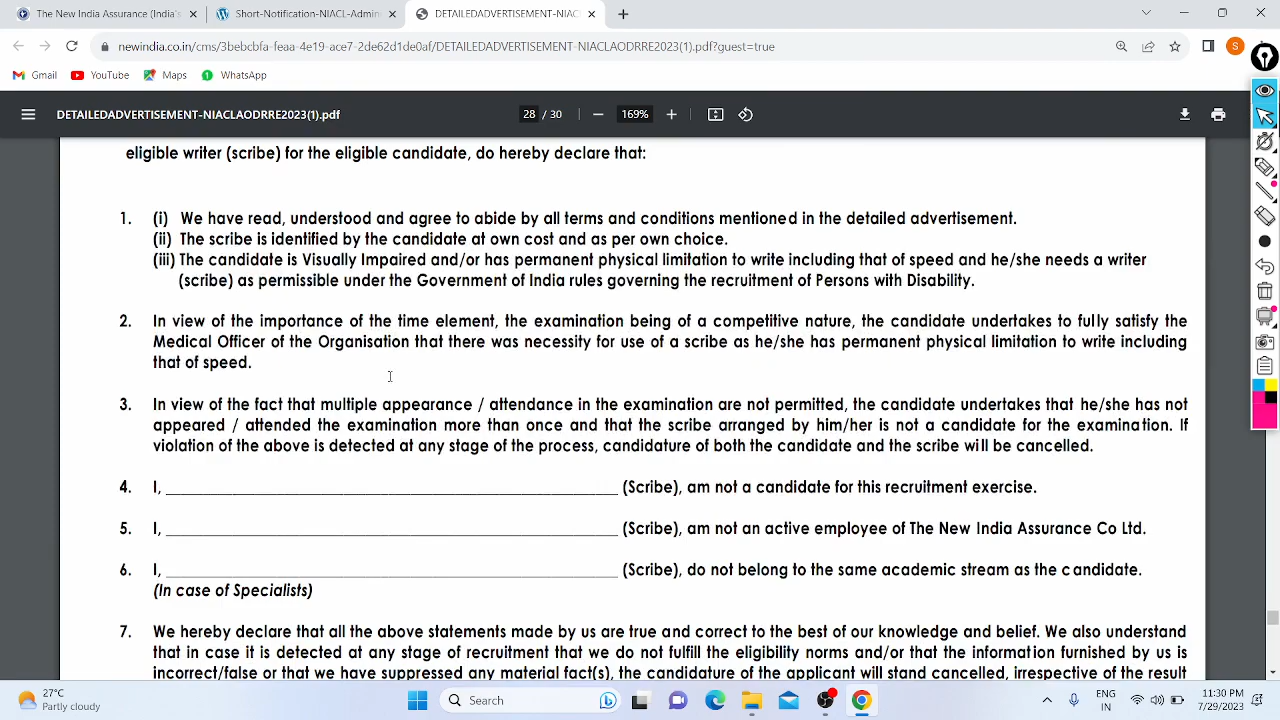 The New India Assurance (India's
Short-Notification-NIACL-Admin
DETAILEDADVERTISEMENT-NIAC
newindia.co.in/cms/3bebcbfa-feaa-4e19-ace7-2de62d1de0af/DETAILEDADVERTISEMENT-NIACLAODRRE2023(1).pdf?guest=true
S
Gmail YouTube Maps WhatsApp
DETAILEDADVERTISEMENT-NIACLAODRRE2023(1).pdf 28 / 30 169%
eligible writer (scribe) for the eligible candidate, do hereby declare that:
1. (i) We have read, understood and agree to abide by all terms and conditions mentioned in the detailed advertisement.
(ii) The scribe is identified by the candidate at own cost and as per own choice.
(iii) The candidate is Visually Impaired and/or has permanent physical limitation to write including that of speed and he/she needs a writer
(scribe) as permissible under the Government of India rules governing the recruitment of Persons with Disability.
2. In view of the importance of the time element, the examination being of a competitive nature, the candidate undertakes to fully satisfy the
Medical Officer of the Organisation that there was necessity for use of a scribe as he/she has permanent physical limitation to write including
that of speed.
3. In view of the fact that multiple appearance / attendance in the examination are not permitted, the candidate undertakes that he/she has not
appeared / attended the examination more than once and that the scribe arranged by him/her is not a candidate for the examination. If
violation of the above is detected at any stage of the process, candidature of both the candidate and the scribe will be cancelled.
4. I, ______________________ (Scribe), am not a candidate for this recruitment exercise.
5. I, ______________________ (Scribe), am not an active employee of The New India Assurance Co Ltd.
6. I, ______________________ (Scribe), do not belong to the same academic stream as the candidate.
(In case of Specialists)
7. We hereby declare that all the above statements made by us are true and correct to the best of our knowledge and belief. We also understand
that in case it is detected at any stage of recruitment that we do not fulfill the eligibility norms and/or that the information furnished by us is
incorrect/false or that we have suppressed any material fact(s), the candidature of the applicant will stand cancelled, irrespective of the result
27°C
Partly cloudy
Search
ENG
IN
11:30 PM
7/29/2023